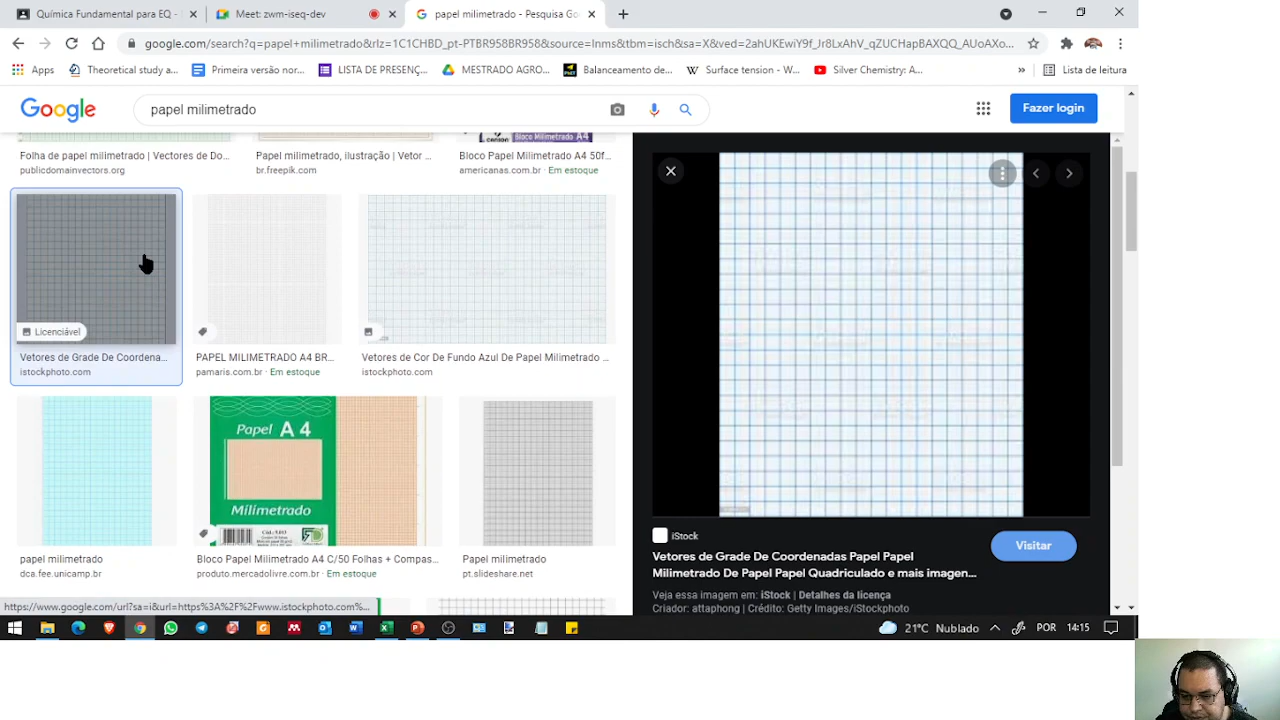 Química Fundamental para EQ -
Meet: zwm-iseq-dev
papel milimetrado - Pesquisa Go
google.com/search?q=papel+milimetrado&rlz=1C1CHBD_pt-PTBR958BR958&source=lnms&tbm=isch&sa=X&ved=2ahUKEwiY9f_Jr8LxAhV_qZUCHapBAXQQ_AUoAXo...
Apps
Theoretical study a...
Primeira versão nor...
LISTA DE PRESENÇ...
MESTRADO AGRO...
Balanceamento de...
Surface tension - W...
Silver Chemistry: A...
»
Lista de leitura
Google
papel milimetrado
Fazer login
Bloco Milimetrado A4
Folha de papel milimetrado | Vectores de Do...
publicdomainvectors.org
Papel milimetrado, ilustração | Vetor ...
br.freepik.com
Bloco Papel Milimetrado A4 50f...
americanas.com.br · Em estoque
Licenciável
Vetores de Grade De Coordena...
istockphoto.com
PAPEL MILIMETRADO A4 BR...
pamaris.com.br · Em estoque
Vetores de Cor De Fundo Azul De Papel Milimetrado ...
istockphoto.com
Papel A 4
Milimetrado
papel milimetrado
dca.fee.unicamp.br
Bloco Papel Milimetrado A4 C/50 Folhas + Compas...
produto.mercadolivre.com.br · Em estoque
Papel milimetrado
pt.slideshare.net
iStock
Vetores de Grade De Coordenadas Papel Papel
Milimetrado De Papel Papel Quadriculado e mais imagen...
Visitar
Veja essa imagem em: iStock | Detalhes da licença
Criador: attaphong | Crédito: Getty Images/iStockphoto
https://www.google.com/url?sa=i&url=https%3A%2F%2Fwww.istockphoto.com%...
21°C Nublado
POR
14:15